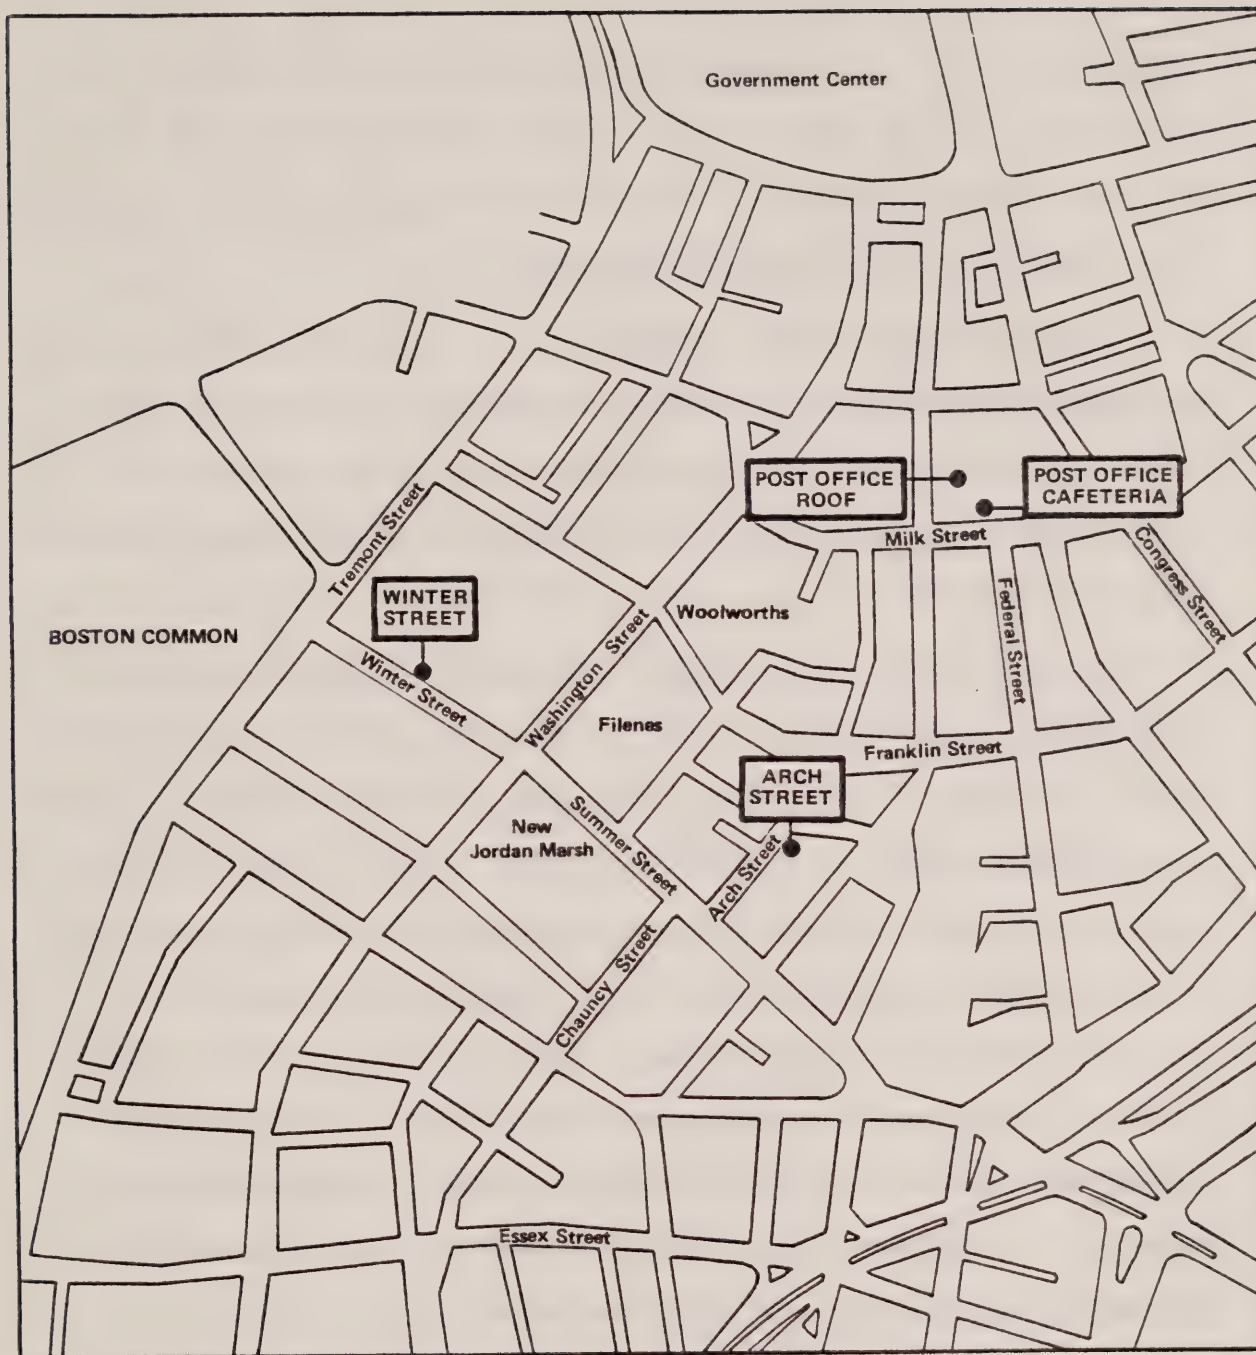 Government Center
POST OFFICE
ROOF
POST OFFICE
CAFETERIA
Milk Street
Congress Street
Tremont Street
WINTER
STREET
BOSTON COMMON
Winter Street
Washington Street
Woolworths
Federal Street
Filenes
Franklin Street
ARCH
STREET
New
Jordan Marsh
Summer Street
Arch Street
Chauncy Street
Essex Street